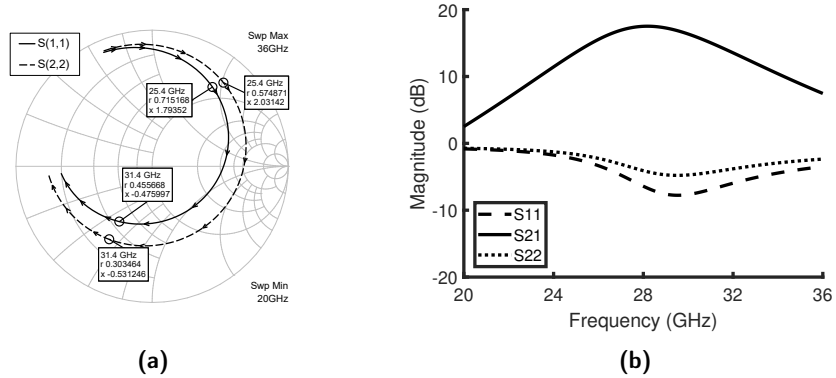 S(1,1)
S(2,2)
Swp Max
36GHz
25.4 GHz
r 0.715168
x 1.79352
25.4 GHz
r 0.574871
x 2.03142
31.4 GHz
r 0.455668
x -0.475997
31.4 GHz
r 0.303464
x -0.531246
Swp Min
20GHz
(a)
Magnitude (dB)
20
10
0
-10
-20
S11
S21
S22
20
24
28
32
36
Frequency (GHz)
(b)